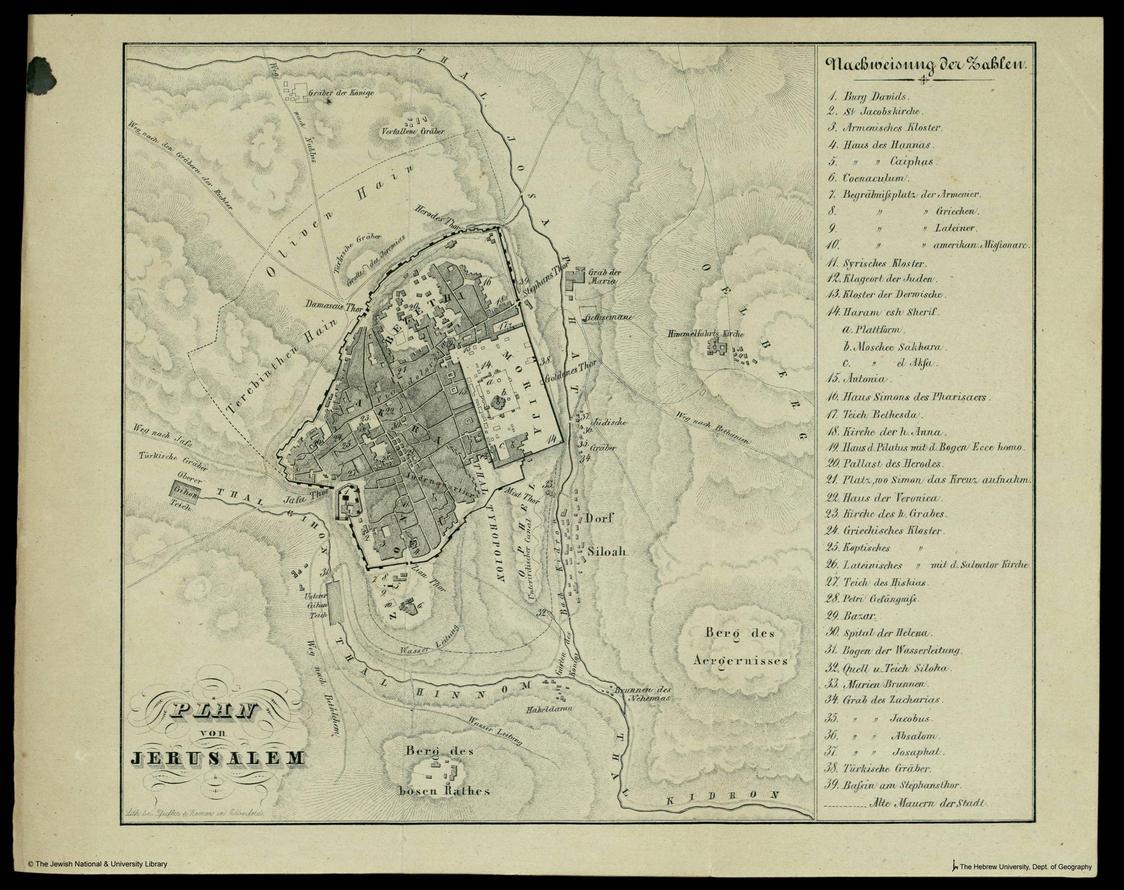 Nachweisung der Zahlen.
1. Burg Davids.
2. St Jacobskirche.
3. Armenisches Kloster.
4. Haus des Hannas.
5. " " Caiphas.
6. Coenaculum.
7. Begräbnißplatz der Armenier.
8. " " Griechen.
9. " " Lateiner.
10. " " amerikan. Missionare.
11. Syrisches Kloster.
12. Klageort der Juden.
13. Kloster der Derwische.
14. Haram esh Sherif.
a. Plattform.
b. Moschee Sakhara.
c. " el Aksa.
15. Antonia.
16. Haus Simons des Pharisaers.
17. Teich Bethesda.
18. Kirche der h. Anna.
19. Haus d. Pilatus mit d. Bogen Ecce homo.
20. Pallast des Herodes.
21. Platz, wo Simon das Kreuz aufnahm.
22. Haus der Veronica.
23. Kirche des h. Grabes.
24. Griechisches Kloster.
25. Koptisches "
26. Lateinisches " mit d. Salvator Kirche
27. Teich des Hiskias.
28. Petri Gefängniß.
29. Bazar.
30. Spital der Helena.
31. Bogen der Wasserleitung.
32. Quell u. Teich Siloha.
33. Marien Brunnen.
34. Grab des Zacharias.
35. " " Jacobus.
36. " " Absalom.
37. " " Josaphat.
38. Türkische Gräber.
39. Bassin am Stephansthor.
Alte Mauern der Stadt.
THAL JOSAPHAT
Weg nach Nablus
Gräber der Könige
Verfallene Gräber
Weg nach den Gräbern der Richter
Oliven Hain
Herodes Thor
Türkische Gräber
Grotte des Jeremias
Damascus Thor
Stephans Thor
Grab der Maria
Gethsemane
BEZETHA
OELBERG
Himmelfahrts Kirche
Terebinthen Hain
MORIJA
Goldenes Thor
Weg nach Bethanien
Jüdische
Gräber
AKRA
Weg nach Jafa
Türkische Gräber
Oberer
Gihon
Teich
THAL GIHON
Jafa Thor
Judenquartier
Mist Thor
THAL TYROPOION
OPHEL
Unterirdischer Canal
Bach Kidron
Dorf
Siloah
ZION
Zion Thor
Unterer
Gihon
Teich
Wasser Leitung
THAL HINNOM
Weg nach Bethlehem
Gärten des Königs
Hakeldama
Brunnen des
Nehemias
Wasser Leitung
Berg des
Aergernisses
Berg des
bösen Rathes
THAL KIDRON
PLAN
von
JERUSALEM
© The Jewish National & University Library
The Hebrew University, Dept. of Geography